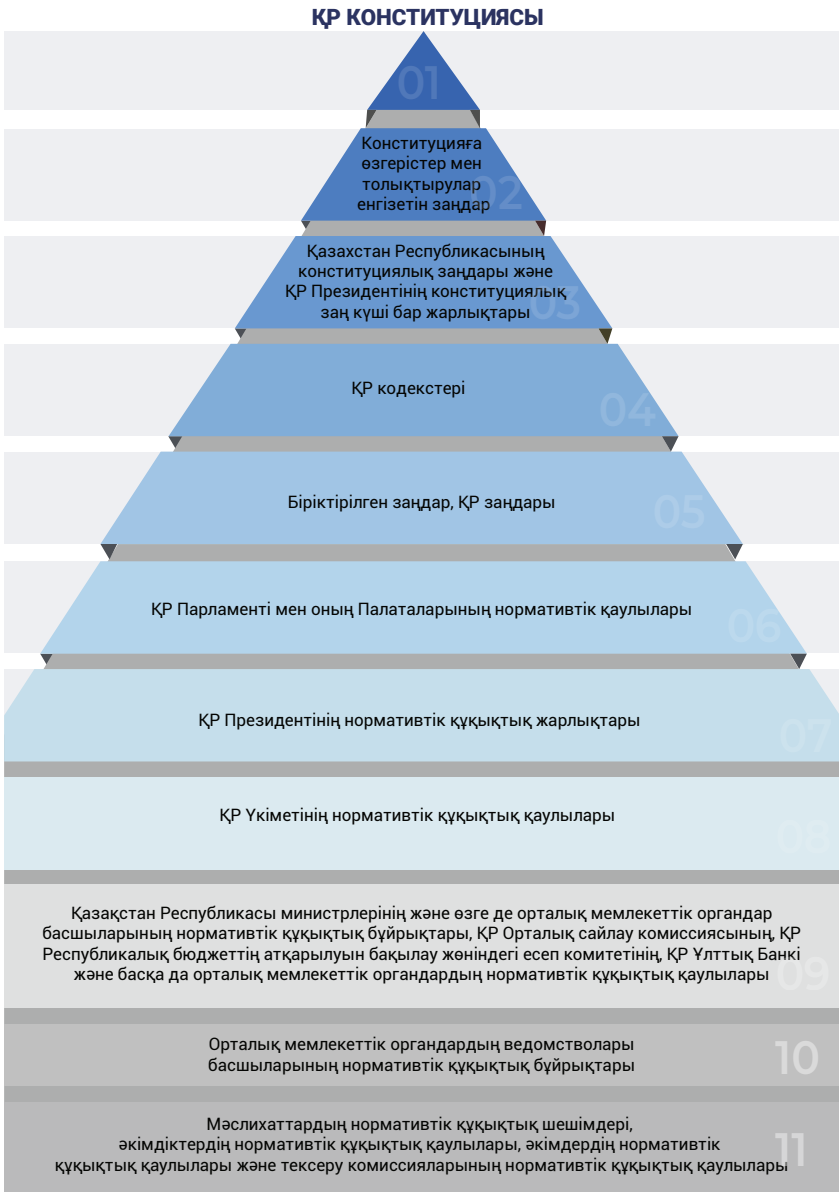 ҚР КОНСТИТУЦИЯСЫ
01
Конституцияға
өзгерістер мен
толықтырулар
енгізетін заңдар
02
Қазахстан Республикасының
конституциялық заңдары және
ҚР Президентінің конституциялық
заң күші бар жарлықтары
03
ҚР кодекстері
04
Біріктірілген заңдар, ҚР заңдары
05
ҚР Парламенті мен оның Палаталарының нормативтік қаулылары
06
ҚР Президентінің нормативтік құқықтық жарлықтары
07
ҚР Үкіметінің нормативтік құқықтық қаулылары
08
Қазақстан Республикасы министрлерінің және өзге де орталық мемлекеттік органдар
басшыларының нормативтік құқықтық бұйрықтары, ҚР Орталық сайлау комиссиясының, ҚР
Республикалық бюджеттің атқарылуын бақылау жөніндегі есеп комитетінің, ҚР Ұлттық Банкі
және басқа да орталық мемлекеттік органдардың нормативтік құқықтық қаулылары
09
Орталық мемлекеттік органдардың ведомстволары
басшыларының нормативтік құқықтық бұйрықтары
10
Мәслихаттардың нормативтік құқықтық шешімдері,
әкімдіктердің нормативтік құқықтық қаулылары, әкімдердің нормативтік
құқықтық қаулылары және тексеру комиссияларының нормативтік құқықтық қаулылары
11